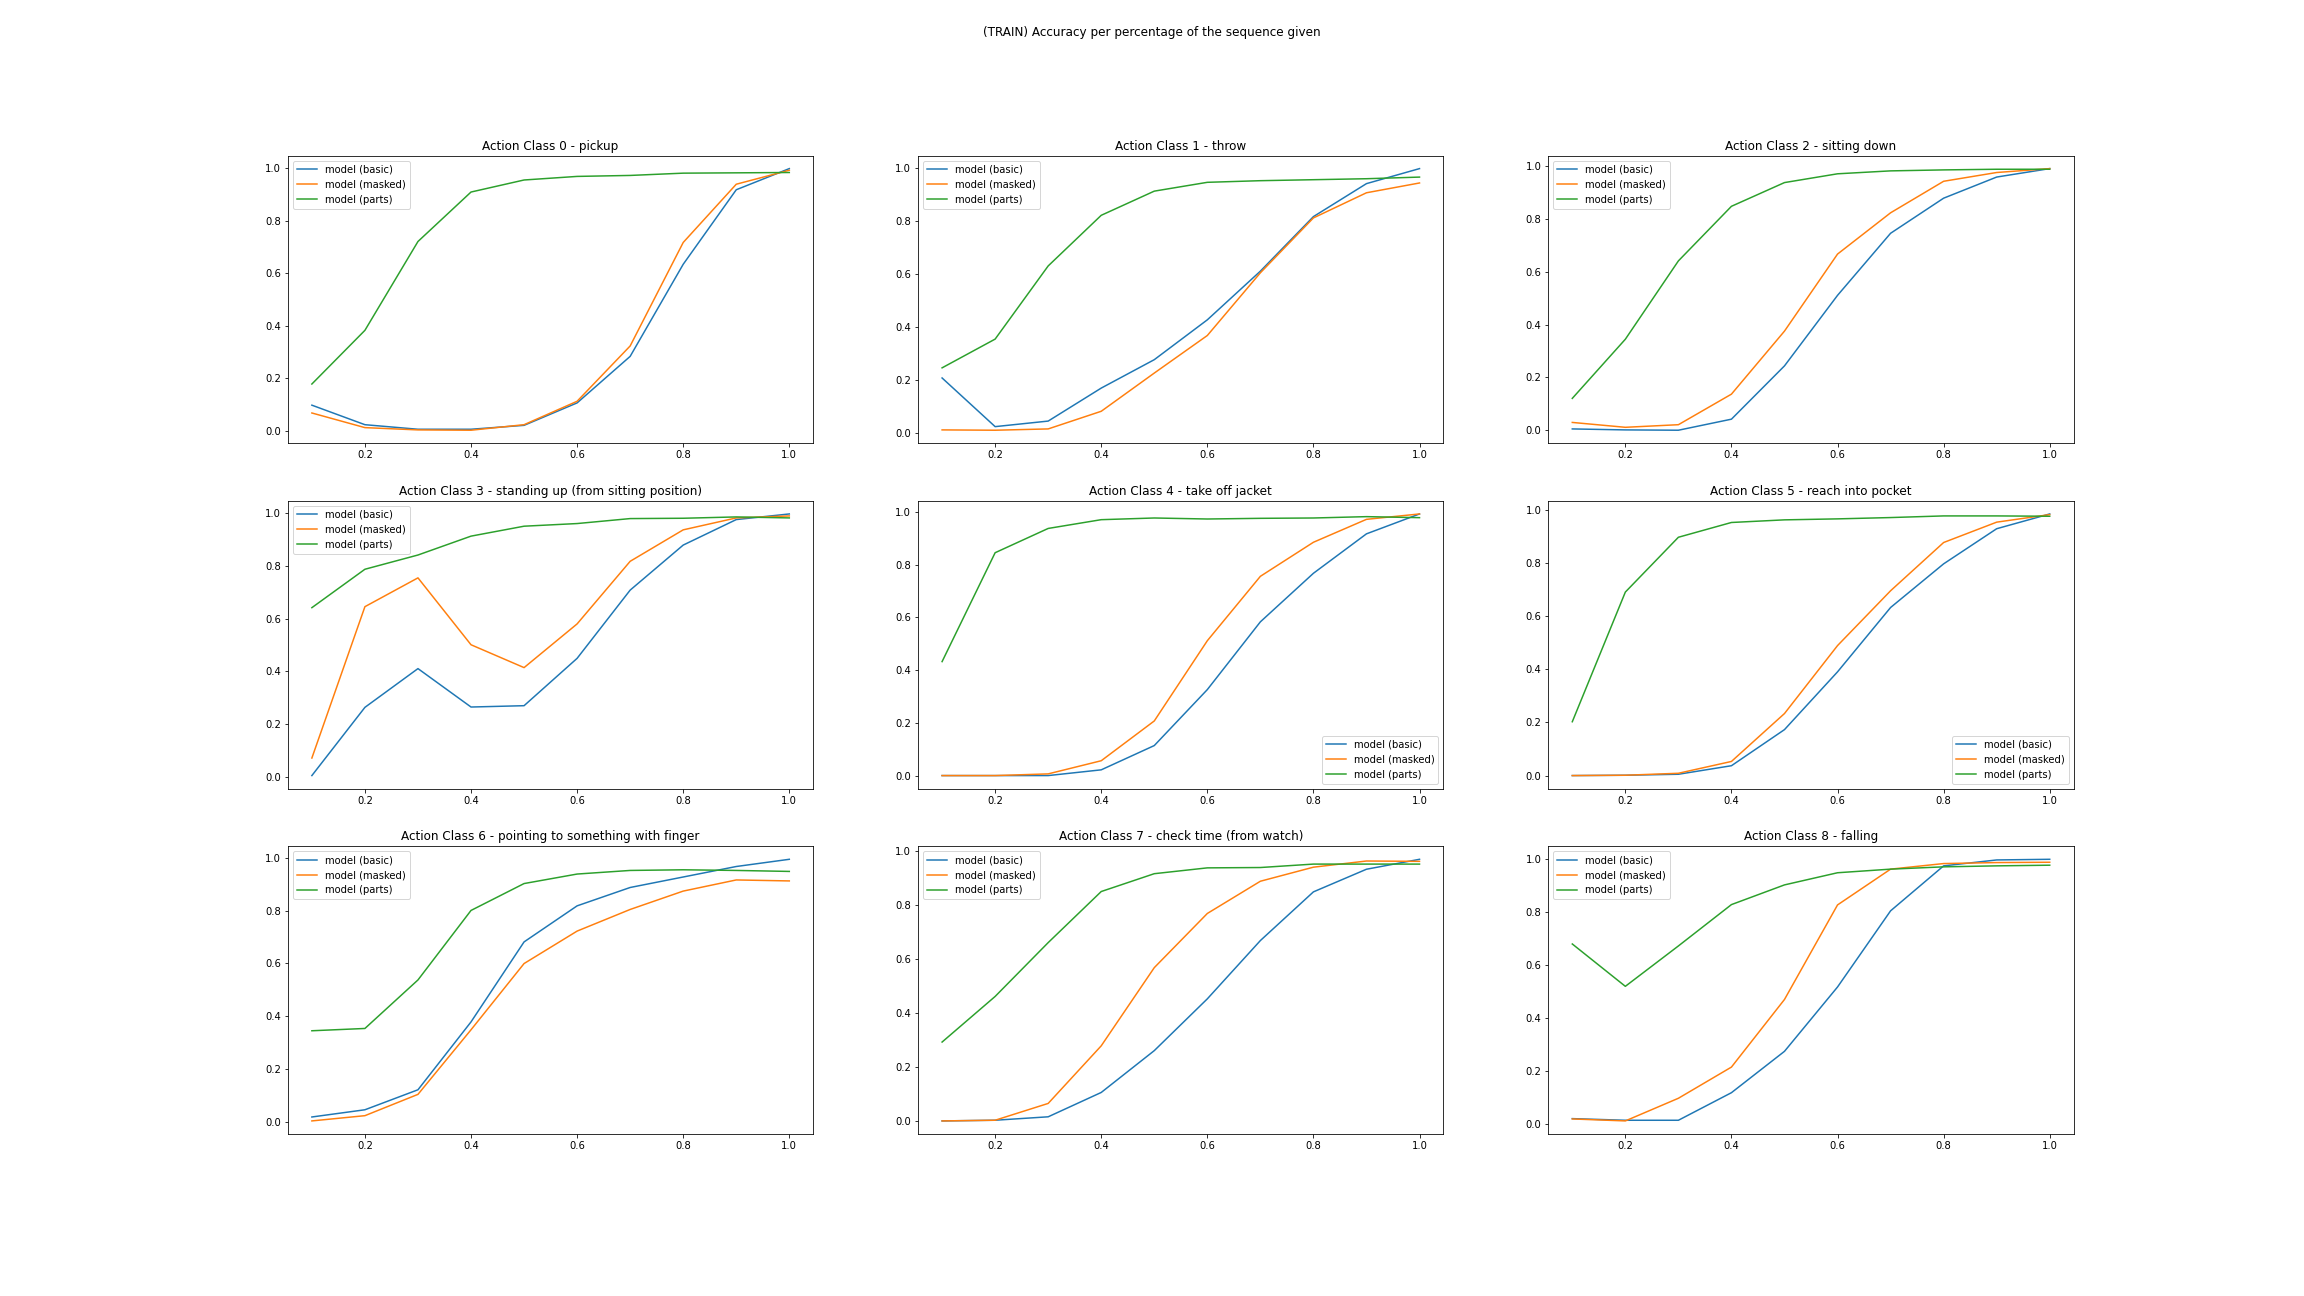 (TRAIN) Accuracy per percentage of the sequence given
Action Class 0 - pickup
model (basic)
model (masked)
model (parts)
1.0
0.8
0.6
0.4
0.2
0.0
0.2 0.4 0.6 0.8 1.0
Action Class 1 - throw
model (basic)
model (masked)
model (parts)
1.0
0.8
0.6
0.4
0.2
0.0
0.2 0.4 0.6 0.8 1.0
Action Class 2 - sitting down
model (basic)
model (masked)
model (parts)
1.0
0.8
0.6
0.4
0.2
0.0
0.2 0.4 0.6 0.8 1.0
Action Class 3 - standing up (from sitting position)
model (basic)
model (masked)
model (parts)
1.0
0.8
0.6
0.4
0.2
0.0
0.2 0.4 0.6 0.8 1.0
Action Class 4 - take off jacket
1.0
0.8
0.6
0.4
0.2
0.0
model (basic)
model (masked)
model (parts)
0.2 0.4 0.6 0.8 1.0
Action Class 5 - reach into pocket
1.0
0.8
0.6
0.4
0.2
0.0
model (basic)
model (masked)
model (parts)
0.2 0.4 0.6 0.8 1.0
Action Class 6 - pointing to something with finger
model (basic)
model (masked)
model (parts)
1.0
0.8
0.6
0.4
0.2
0.0
0.2 0.4 0.6 0.8 1.0
Action Class 7 - check time (from watch)
model (basic)
model (masked)
model (parts)
1.0
0.8
0.6
0.4
0.2
0.0
0.2 0.4 0.6 0.8 1.0
Action Class 8 - falling
model (basic)
model (masked)
model (parts)
1.0
0.8
0.6
0.4
0.2
0.0
0.2 0.4 0.6 0.8 1.0